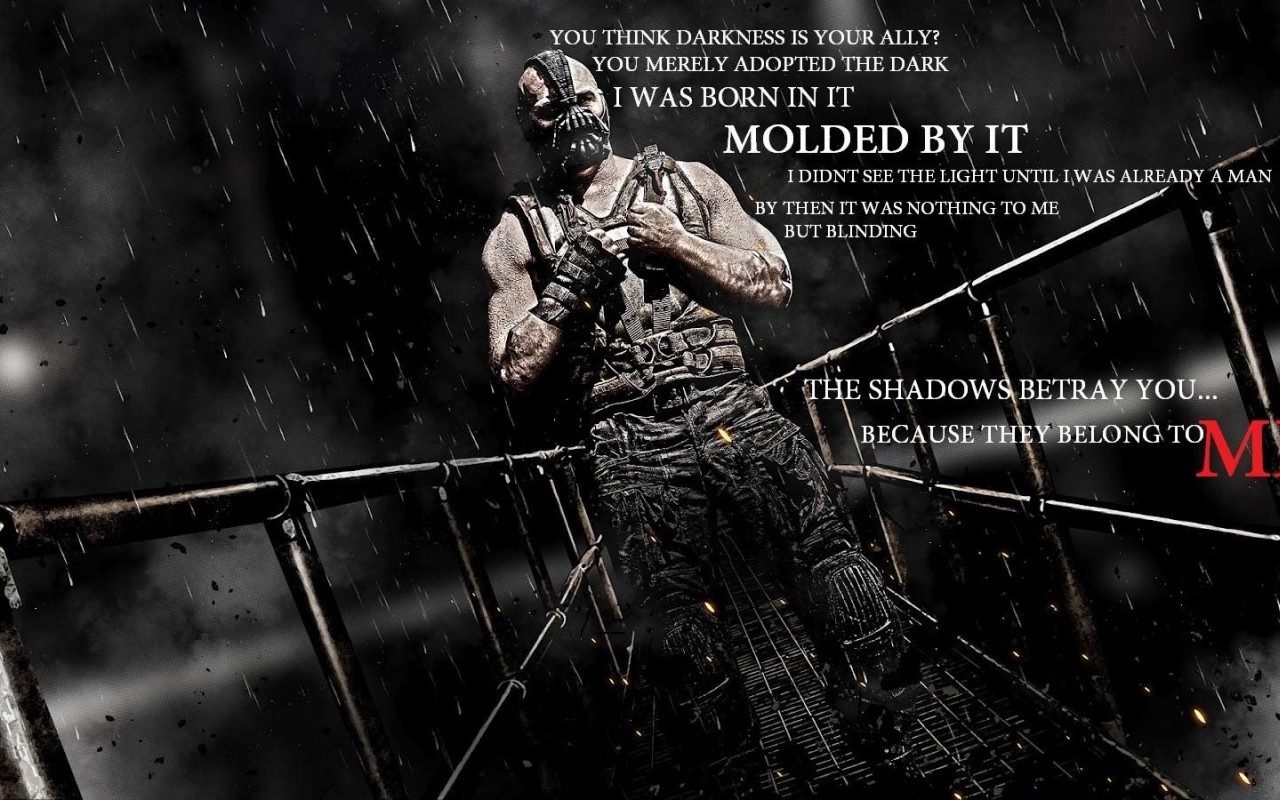 YOU THINK DARKNESS IS YOUR ALLY?
YOU MERELY ADOPTED THE DARK
I WAS BORN IN IT
MOLDED BY IT
I DIDNT SEE THE LIGHT UNTIL I WAS ALREADY A MAN
BY THEN IT WAS NOTHING TO ME
BUT BLINDING
THE SHADOWS BETRAY YOU...
BECAUSE THEY BELONG TO